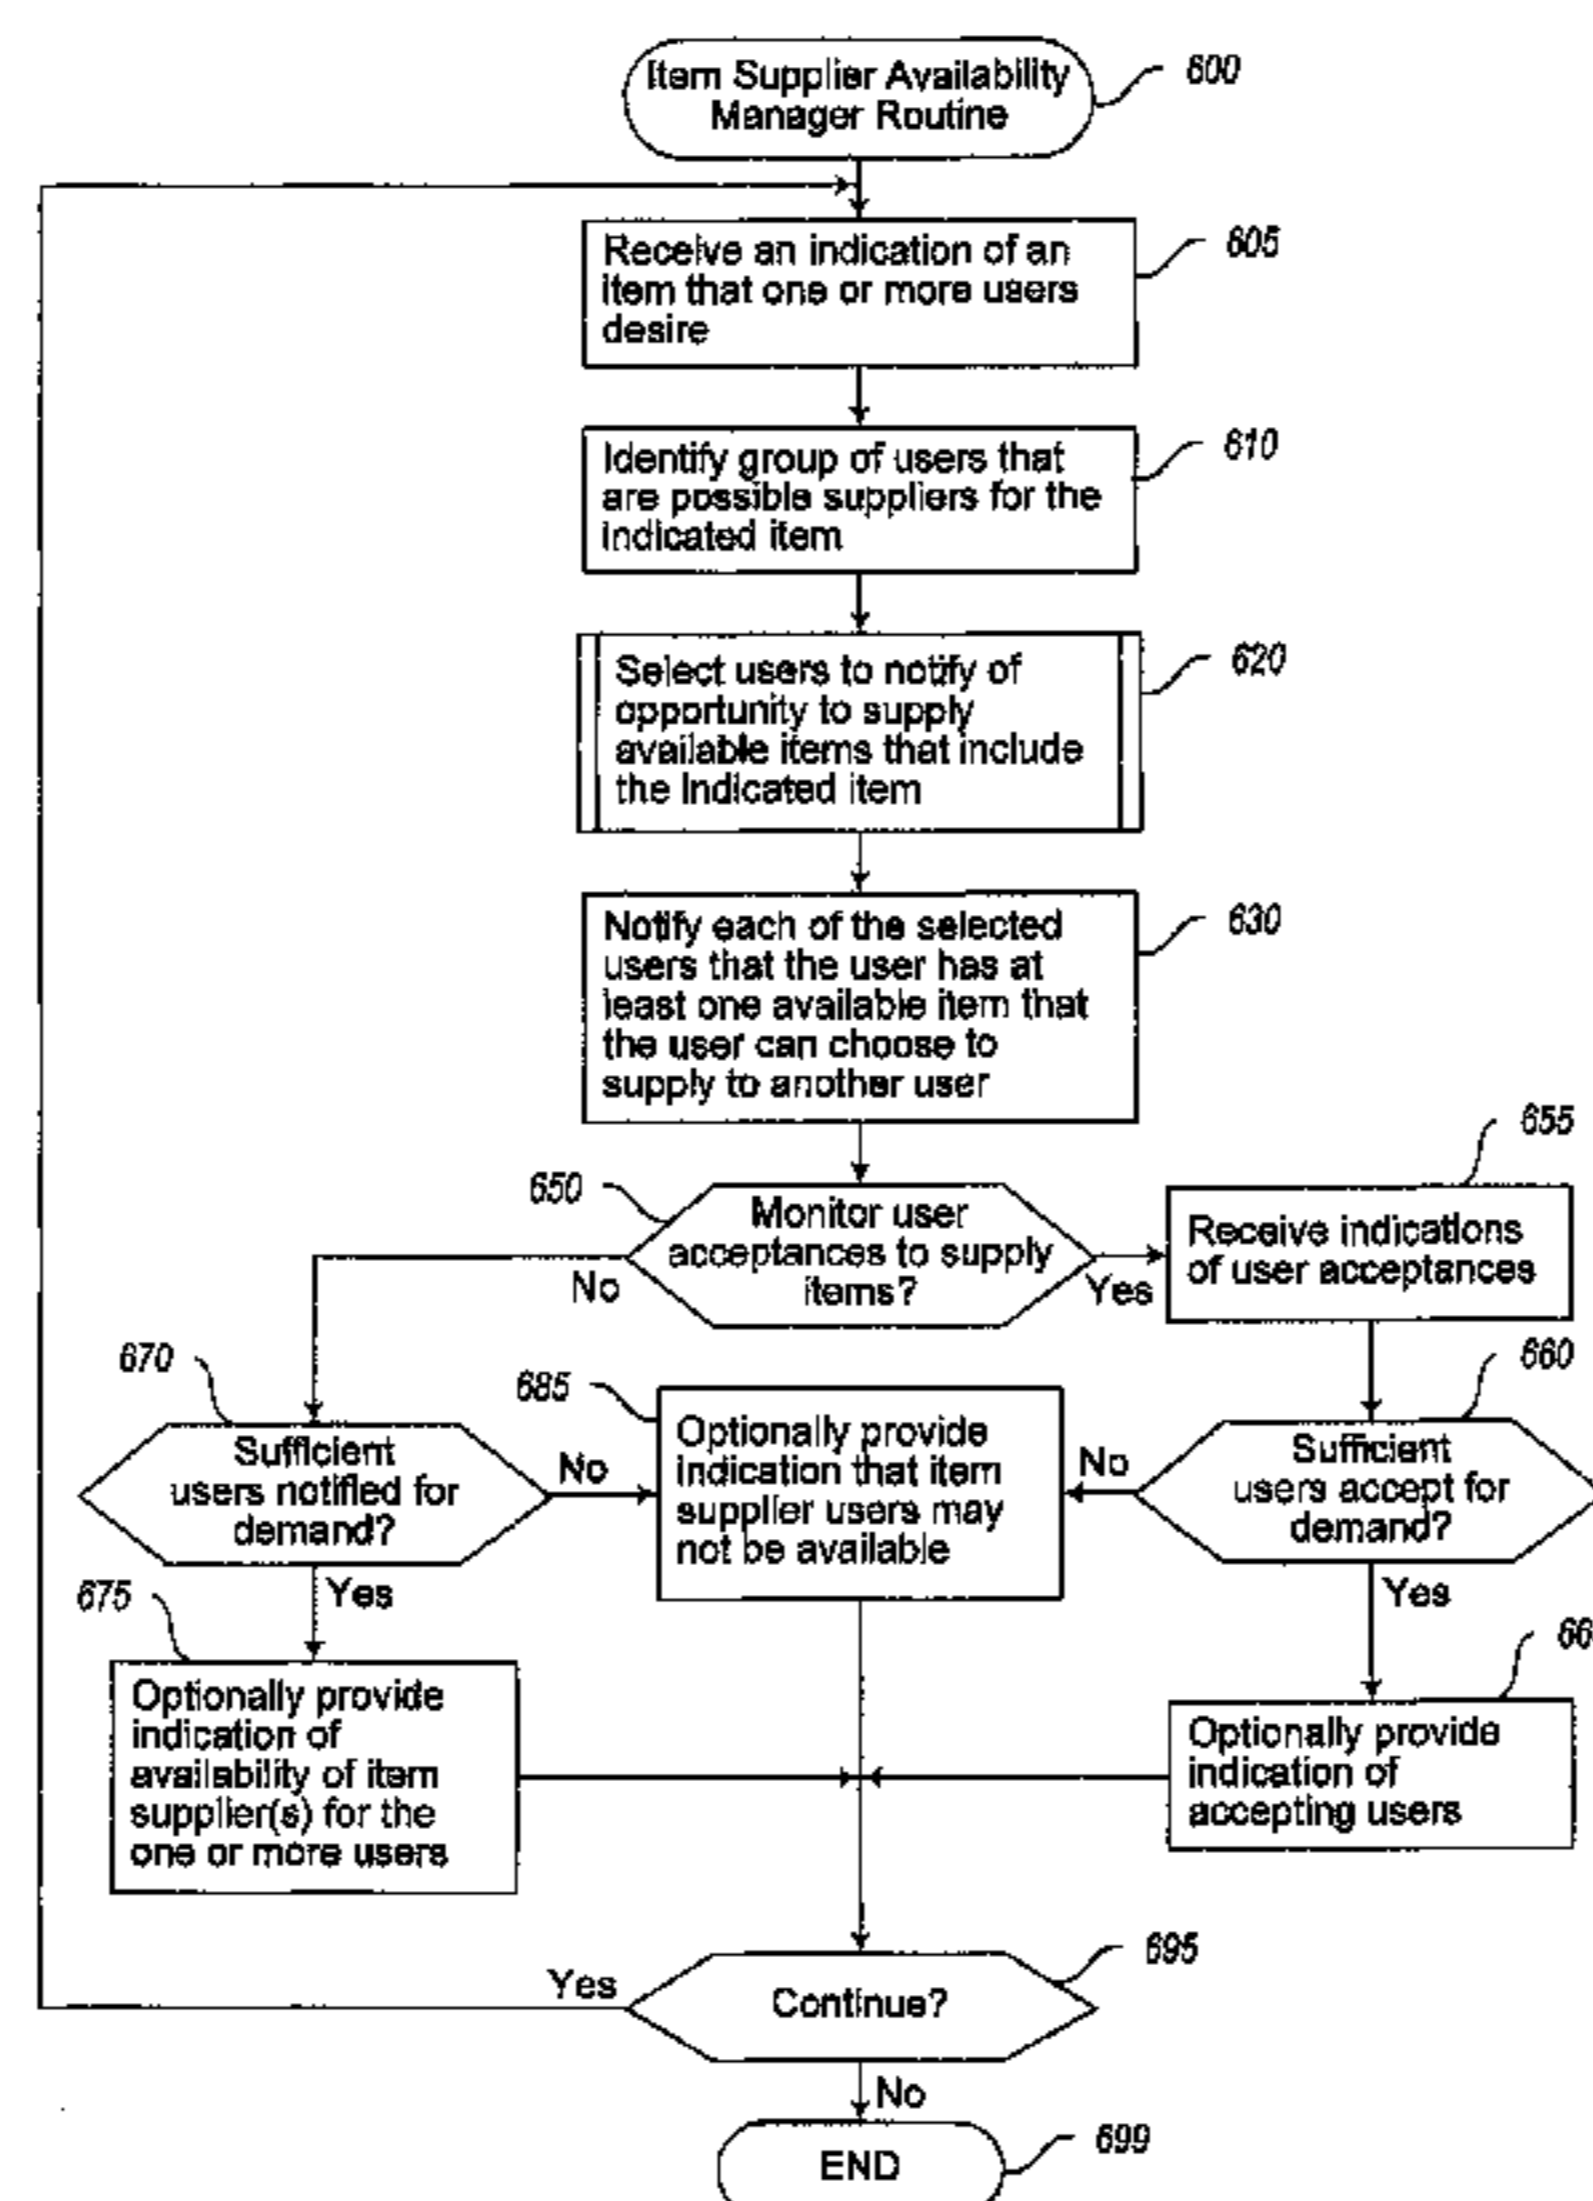 Item Supplier Availability
Manager Routine
600
Receive an indication of an
item that one or more users
desire
605
Identify group of users that
are possible suppliers for the
indicated item
610
Select users to notify of
opportunity to supply
available items that include
the indicated item
620
Notify each of the selected
users that the user has at
least one available item that
the user can choose to
supply to another user
630
650
Monitor user
acceptances to supply
items?
No
Yes
655
Receive indications
of user acceptances
670
Sufficient
users notified for
demand?
No
Yes
685
Optionally provide
indication that item
supplier users may
not be available
660
Sufficient
users accept for
demand?
No
Yes
675
Optionally provide
indication of
availability of item
supplier(s) for the
one or more users
Optionally provide
indication of
accepting users
695
Continue?
Yes
No
END
699